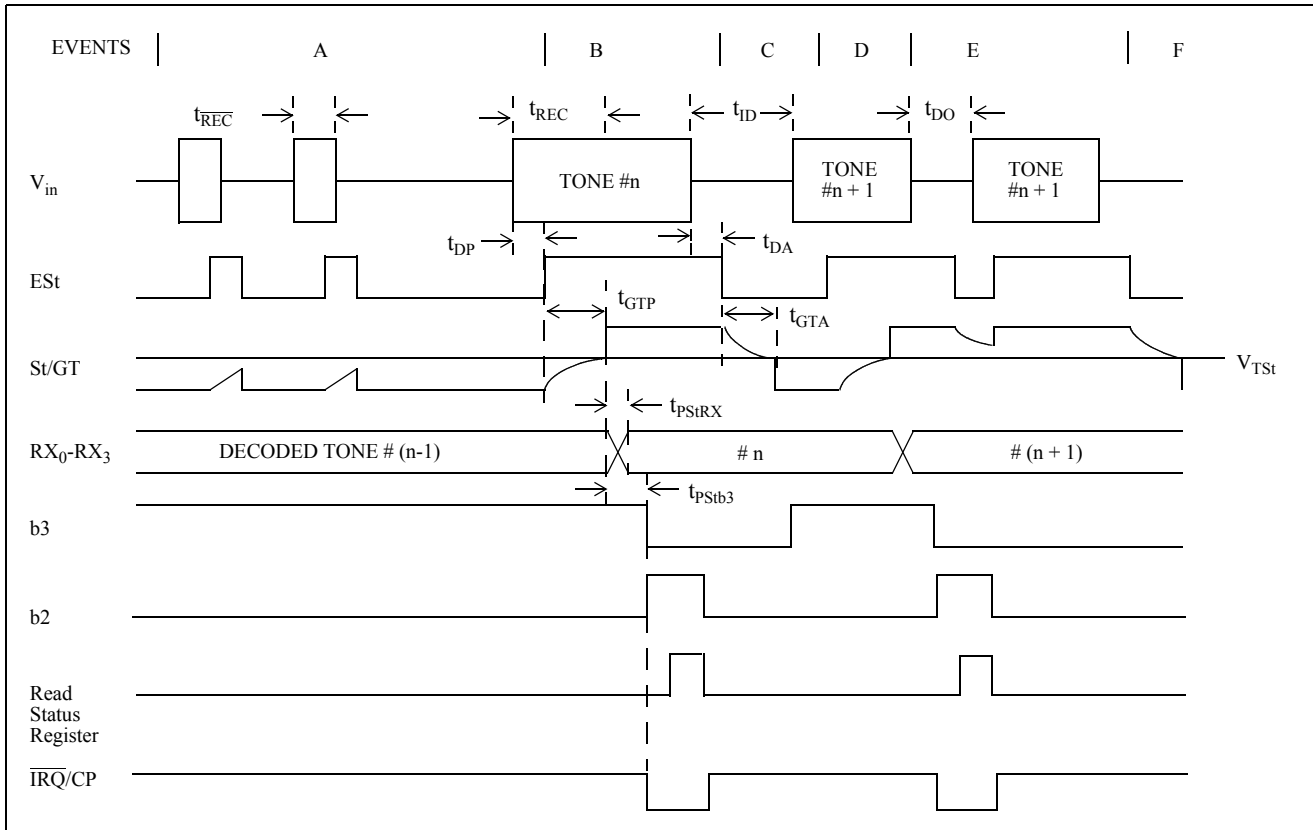 EVENTS A B C D E F
tREC tREC tID tDO
Vin TONE #n TONE #n + 1 TONE #n + 1
tDP tDA
ESt
tGTP
tGTA
St/GT VTSt
tPStRX
RX0-RX3 DECODED TONE # (n-1) # n # (n + 1)
tPStb3
b3
b2
Read
Status
Register
IRQ/CP